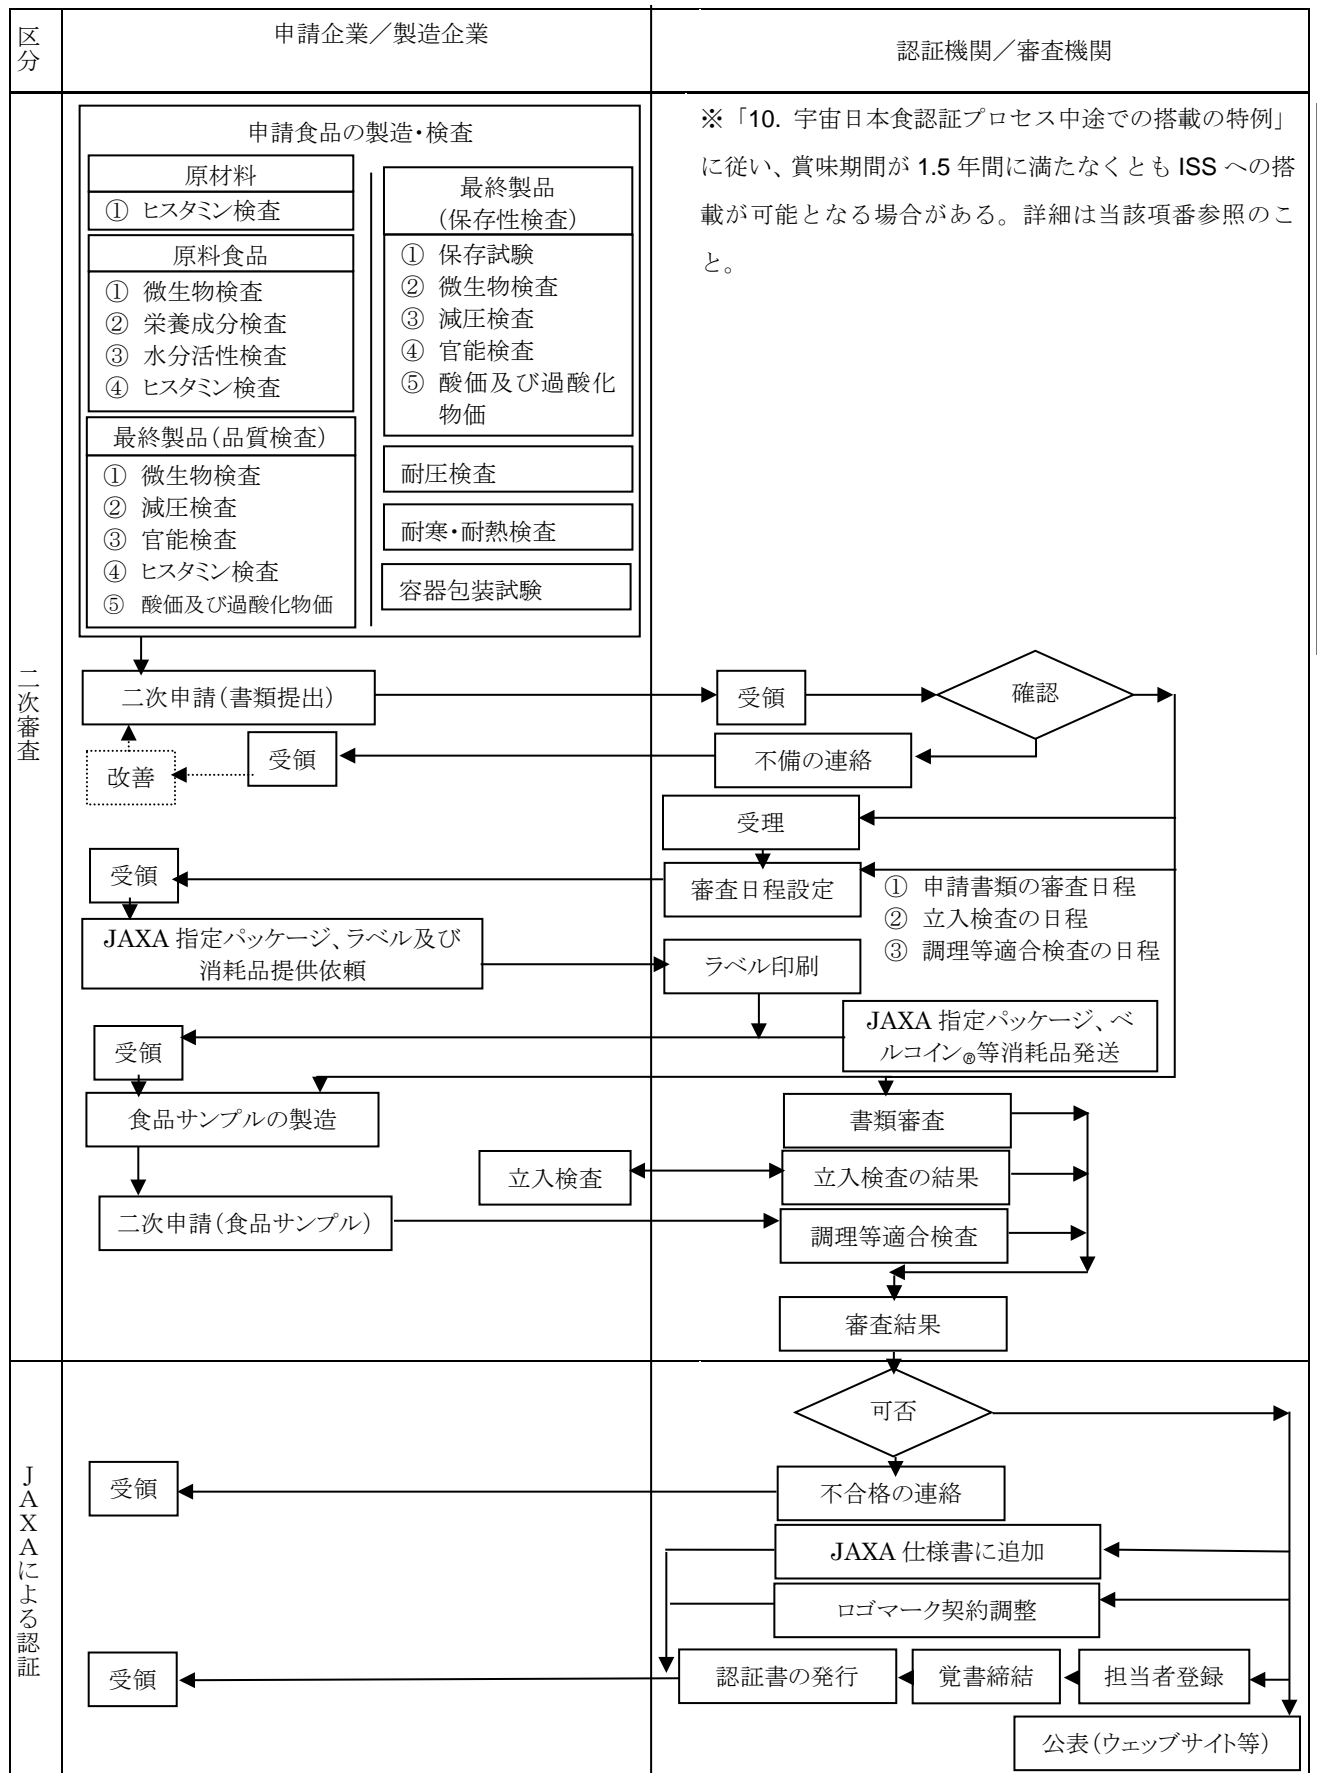 区分
申請企業／製造企業
認証機関／審査機関
二次審査
申請食品の製造・検査
原材料
① ヒスタミン検査
原料食品
① 微生物検査
② 栄養成分検査
③ 水分活性検査
④ ヒスタミン検査
最終製品（品質検査）
① 微生物検査
② 減圧検査
③ 官能検査
④ ヒスタミン検査
⑤ 酸価及び過酸化物価
最終製品
（保存性検査）
① 保存試験
② 微生物検査
③ 減圧検査
④ 官能検査
⑤ 酸価及び過酸化
物価
耐圧検査
耐寒・耐熱検査
容器包装試験
※「10. 宇宙日本食認証プロセス中途での搭載の特例」
に従い、賞味期間が 1.5 年間に満たなくとも ISS への搭
載が可能となる場合がある。詳細は当該項番参照のこ
と。
二次申請（書類提出）
受領
確認
不備の連絡
受領
改善
受理
審査日程設定
① 申請書類の審査日程
② 立入検査の日程
③ 調理等適合検査の日程
受領
JAXA 指定パッケージ、ラベル及び
消耗品提供依頼
ラベル印刷
JAXA 指定パッケージ、ベ
ルコイン®等消耗品発送
受領
食品サンプルの製造
書類審査
立入検査
立入検査の結果
二次申請（食品サンプル）
調理等適合検査
審査結果
JAXAによる認証
可否
不合格の連絡
受領
JAXA 仕様書に追加
ロゴマーク契約調整
担当者登録
覚書締結
認証書の発行
受領
公表（ウェッブサイト等）